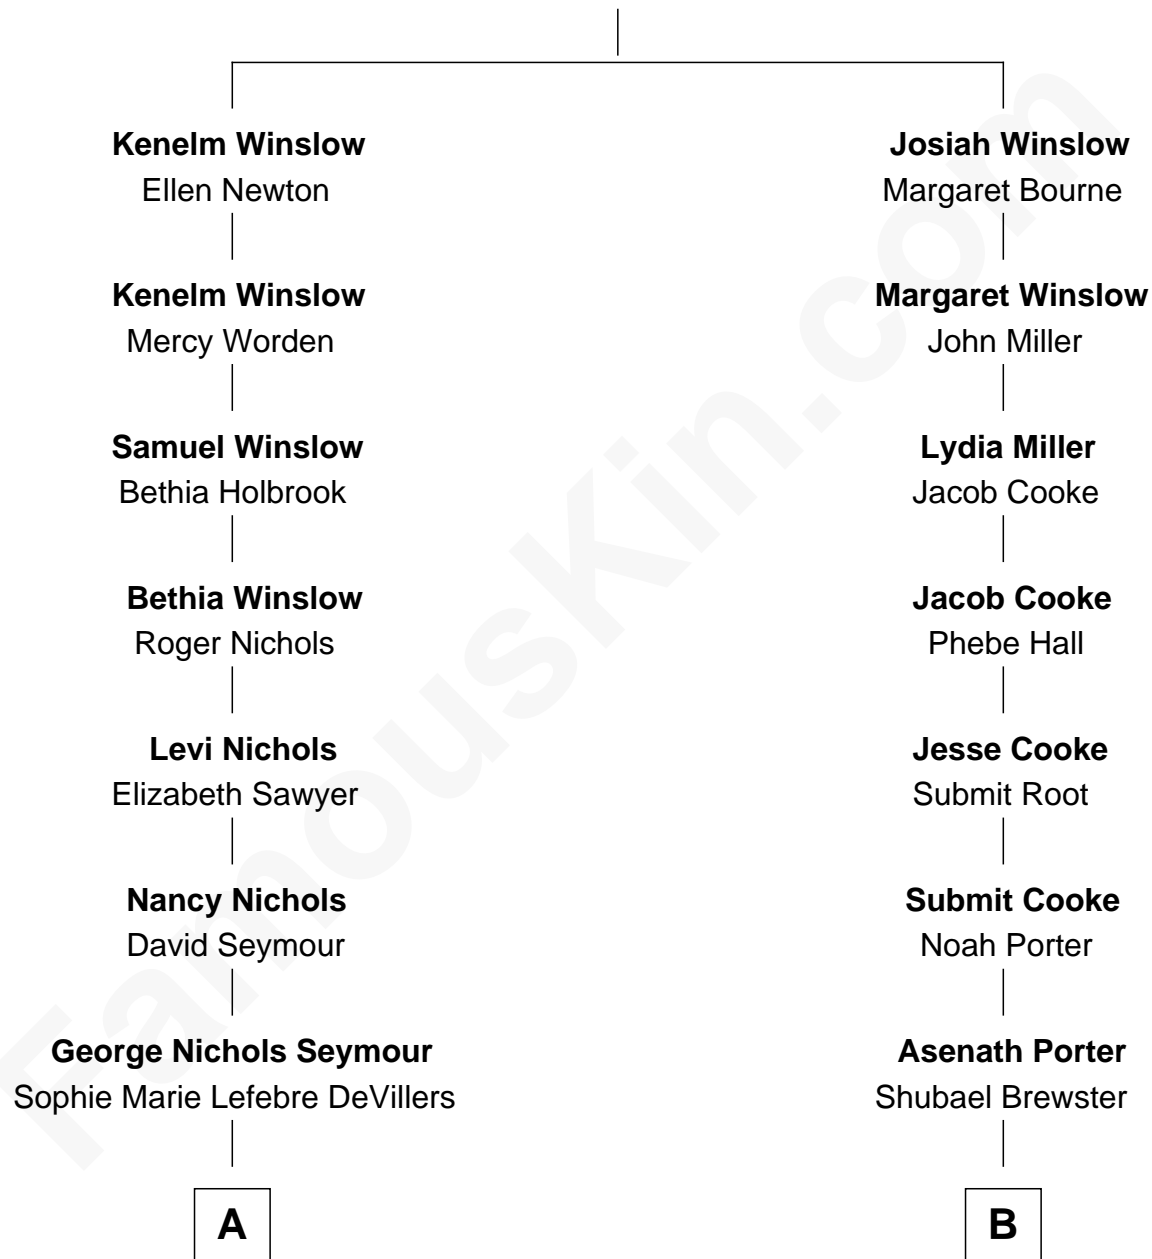 Kenelm Winslow
Ellen Newton
Kenelm Winslow
Mercy Worden
Samuel Winslow
Bethia Holbrook
Bethia Winslow
Roger Nichols
Levi Nichols
Elizabeth Sawyer
Nancy Nichols
David Seymour
George Nichols Seymour
Sophie Marie Lefebre DeVillers
A
Josiah Winslow
Margaret Bourne
Margaret Winslow
John Miller
Lydia Miller
Jacob Cooke
Jacob Cooke
Phebe Hall
Jesse Cooke
Submit Root
Submit Cooke
Noah Porter
Asenath Porter
Shubael Brewster
B
FamousKin.com